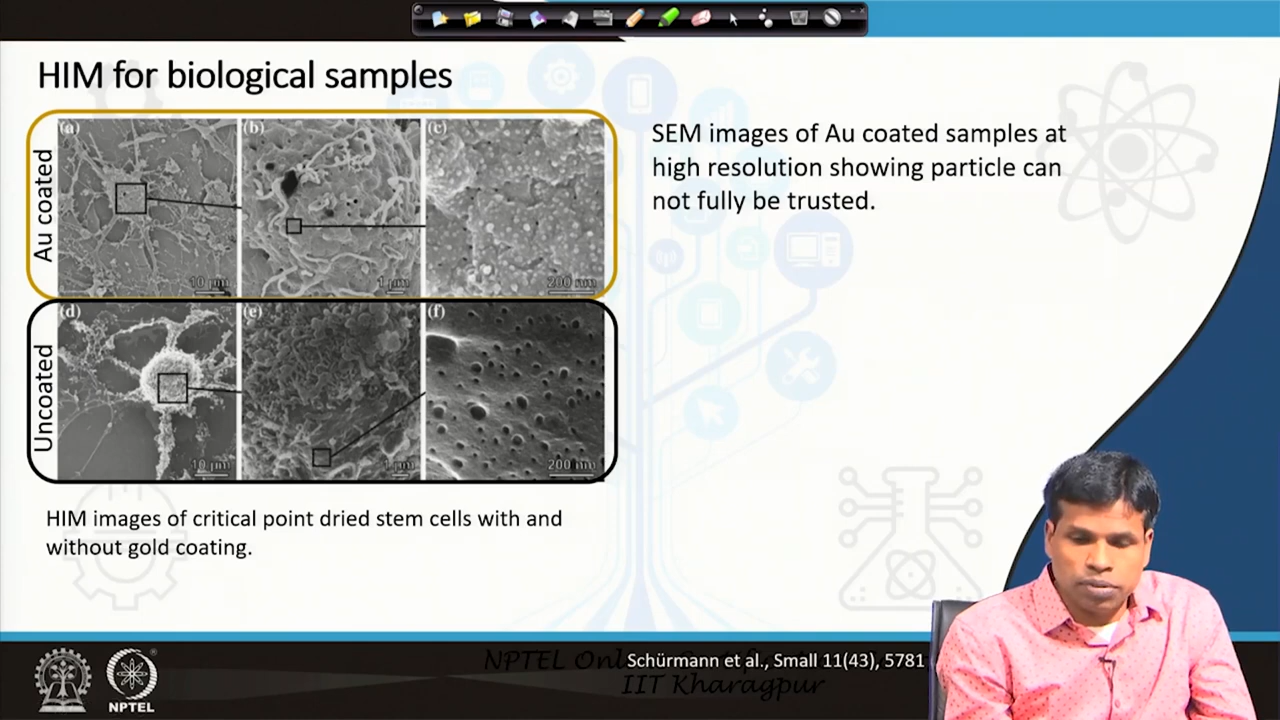 HIM for biological samples
Au coated
(a)
(b)
(c)
10 µm
1 µm
200 nm
Uncoated
(d)
(e)
(f)
10 µm
1 µm
200 nm
SEM images of Au coated samples at
high resolution showing particle can
not fully be trusted.
HIM images of critical point dried stem cells with and
without gold coating.
Schürmann et al., Small 11(43), 5781
NPTEL
NPTEL
IIT Kharagpur